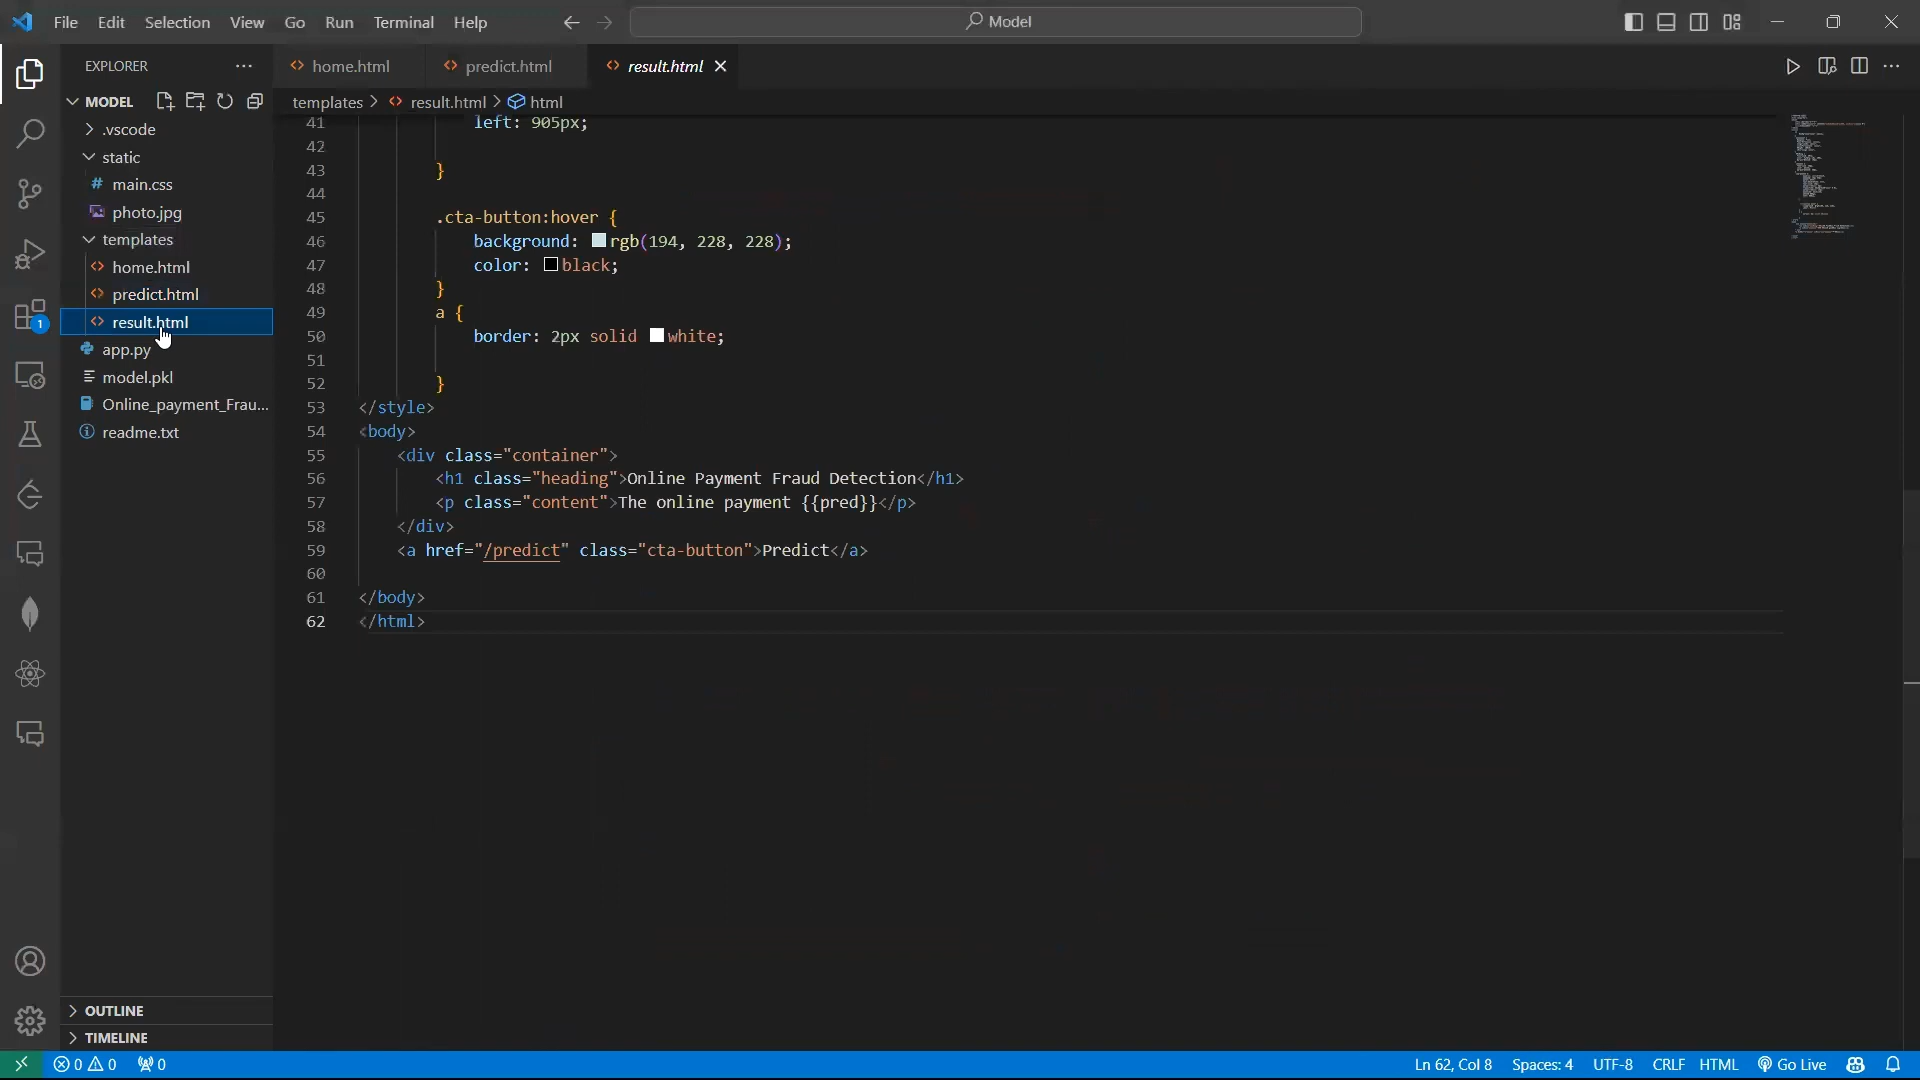 File Edit Selection View Go Run Terminal Help
Model
EXPLORER
home.html
predict.html
result.html
MODEL
templates > result.html > html
.vscode
static
main.css
photo.jpg
templates
home.html
predict.html
result.html
app.py
model.pkl
Online_payment_Frau...
readme.txt
OUTLINE
TIMELINE
41 left: 905px;
42
43 }
44
45 .cta-button:hover {
46 background: rgb(194, 228, 228);
47 color: black;
48 }
49 a {
50 border: 2px solid white;
51
52 }
53 </style>
54 <body>
55 <div class="container">
56 <h1 class="heading">Online Payment Fraud Detection</h1>
57 <p class="content">The online payment {{pred}}</p>
58 </div>
59 <a href="/predict" class="cta-button">Predict</a>
60
61 </body>
62 </html>
1
0 0 0
Ln 62, Col 8 Spaces: 4 UTF-8 CRLF HTML Go Live